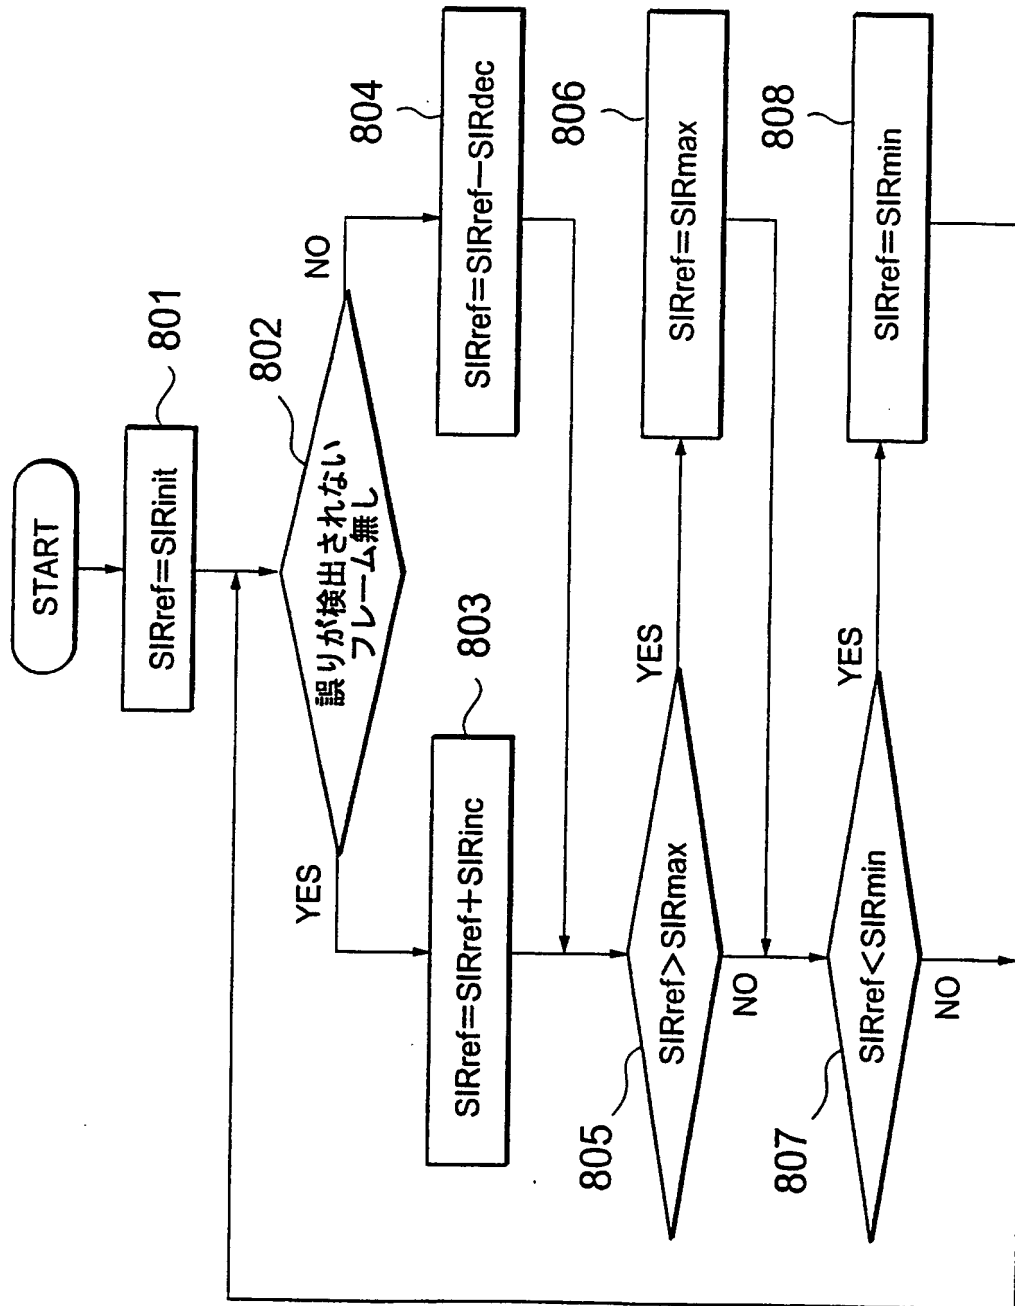 START
801
SIRref=SIRinit
802
誤りが検出されない
フレーム無し
YES
NO
803
SIRref=SIRref+SIRinc
804
SIRref=SIRref−SIRdec
805
SIRref>SIRmax
YES
NO
806
SIRref=SIRmax
807
SIRref<SIRmin
YES
NO
808
SIRref=SIRmin